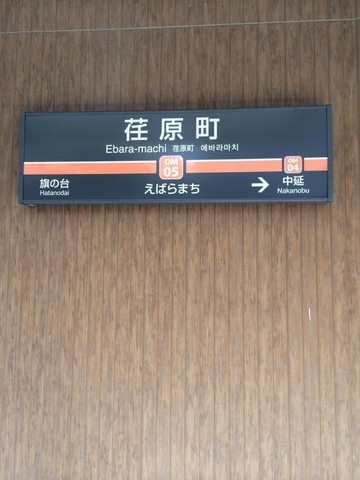 荏原町
Ebara-machi 荏原町 에바라마치
OM
05
OM
04
旗の台
Hatanodai
えばらまち
→
中延
Nakanobu